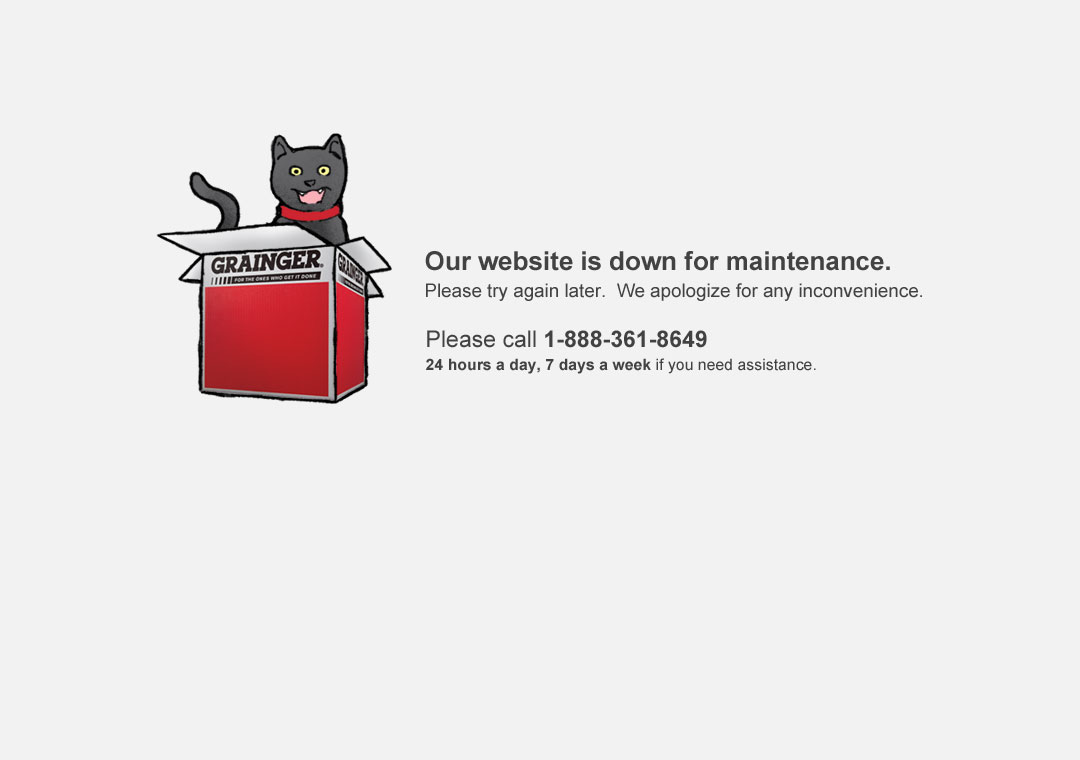 GRAINGER®
FOR THE ONES WHO GET IT DONE
GRAINGER
Our website is down for maintenance.
Please try again later.  We apologize for any inconvenience.
Please call 1-888-361-8649
24 hours a day, 7 days a week if you need assistance.